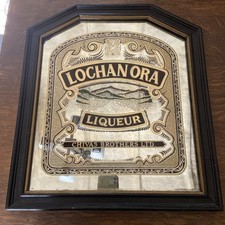 LOCHAN ORA
LIQUEUR
CHIVAS BROTHERS LTD.